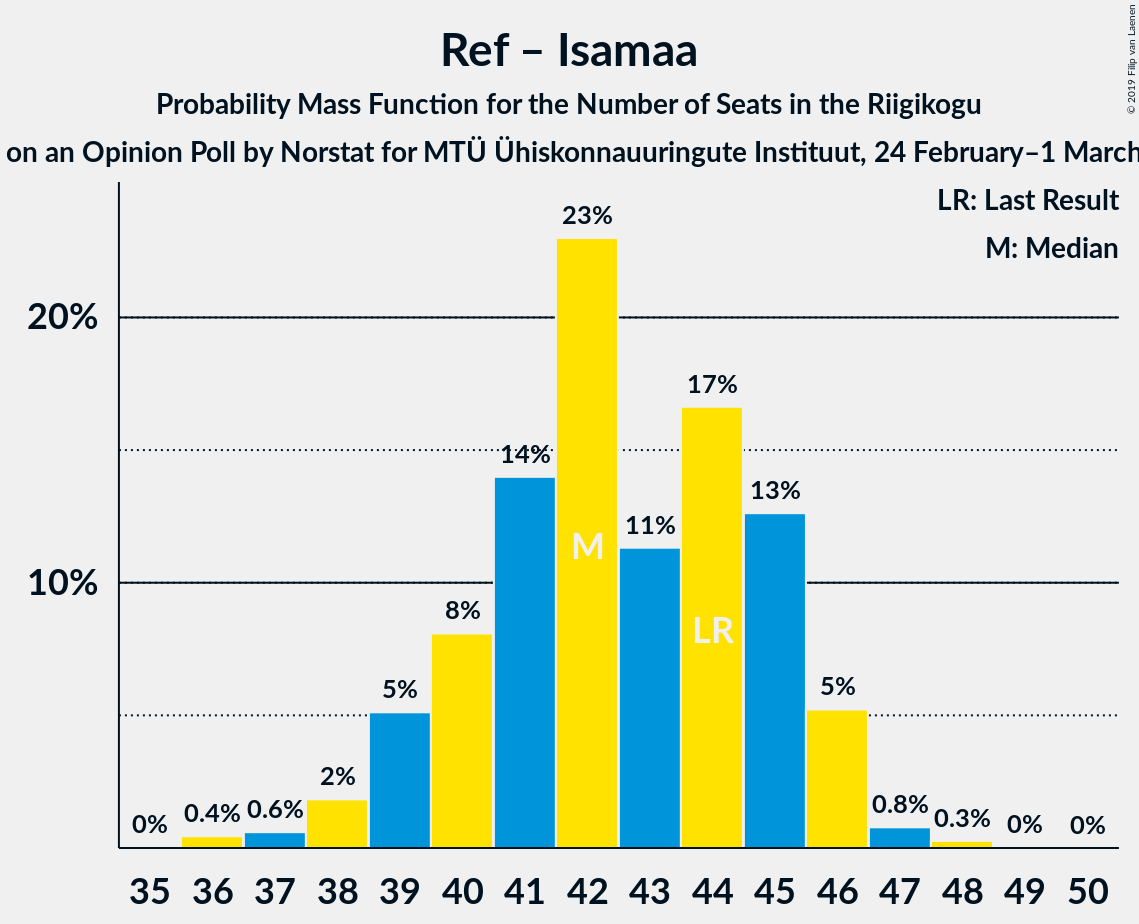 Ref – Isamaa
Probability Mass Function for the Number of Seats in the Riigikogu
on an Opinion Poll by Norstat for MTÜ Ühiskonnauuringute Instituut, 24 February–1 March
© 2019 Filip van Laenen
LR: Last Result
M: Median
23%
20%
17%
14%
13%
11%
M
10%
8%
LR
5%
5%
2%
0%
0.4%
0.6%
0.8%
0.3%
0%
0%
35 36 37 38 39 40 41 42 43 44 45 46 47 48 49 50